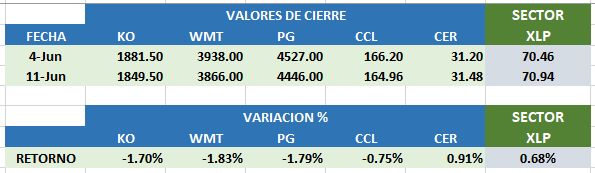 VALORES DE CIERRE SECTOR
FECHA KO WMT PG CCL CER XLP
4-Jun 1881.50 3938.00 4527.00 166.20 31.20 70.46
11-Jun 1849.50 3866.00 4446.00 164.96 31.48 70.94
VARIACION % SECTOR
KO WMT PG CCL CER XLP
RETORNO -1.70% -1.83% -1.79% -0.75% 0.91% 0.68%